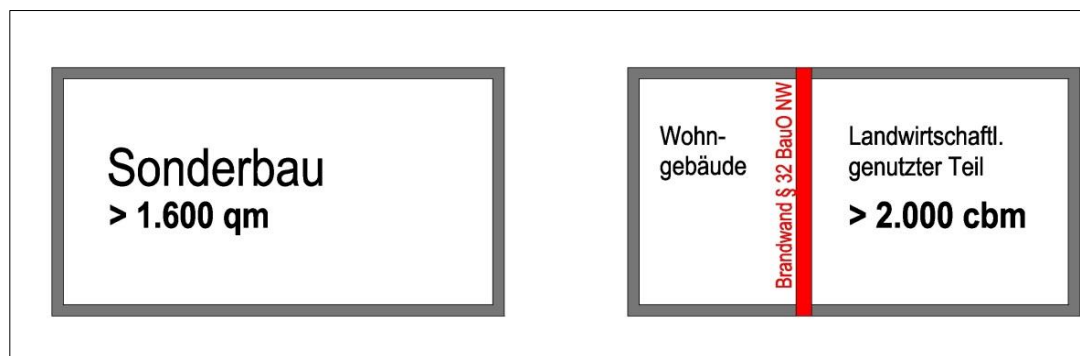 Sonderbau
> 1.600 qm
Wohn-
gebäude
Brandwand § 32 BauO NW
Landwirtschaftl.
genutzter Teil
> 2.000 cbm